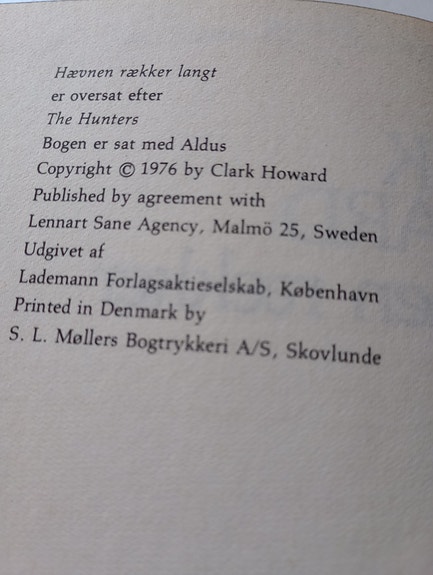 Hævnen rækker langt
er oversat efter
The Hunters
Bogen er sat med Aldus
Copyright © 1976 by Clark Howard
Published by agreement with
Lennart Sane Agency, Malmö 25, Sweden
Udgivet af
Lademann Forlagsaktieselskab, København
Printed in Denmark by
S. L. Møllers Bogtrykkeri A/S, Skovlunde